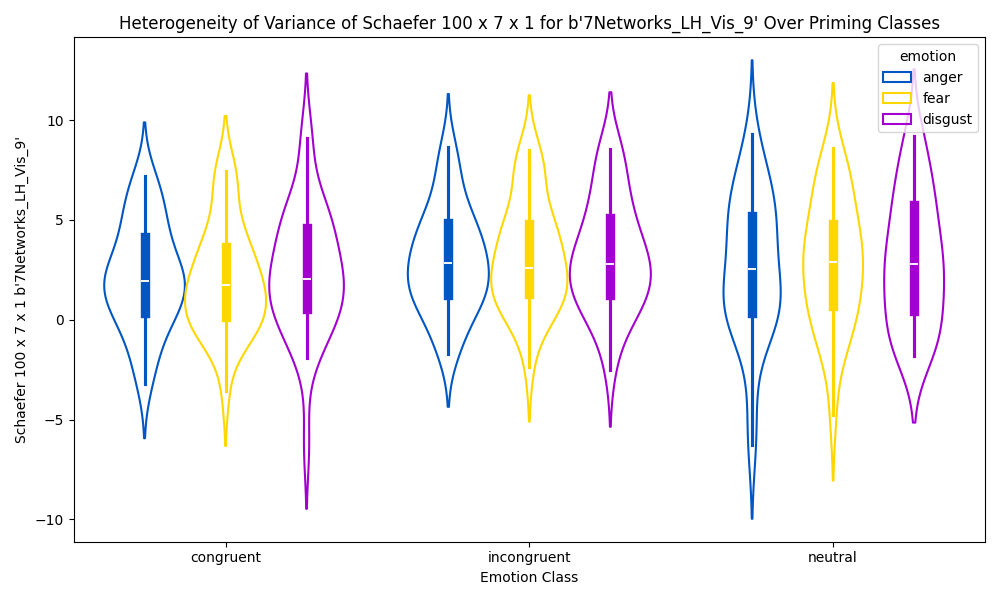 Heterogeneity of Variance of Schaefer 100 x 7 x 1 for b'7Networks_LH_Vis_9' Over Priming Classes
emotion
anger
fear
disgust
Schaefer 100 x 7 x 1 b'7Networks_LH_Vis_9'
10
5
0
−5
−10
congruent
incongruent
neutral
Emotion Class